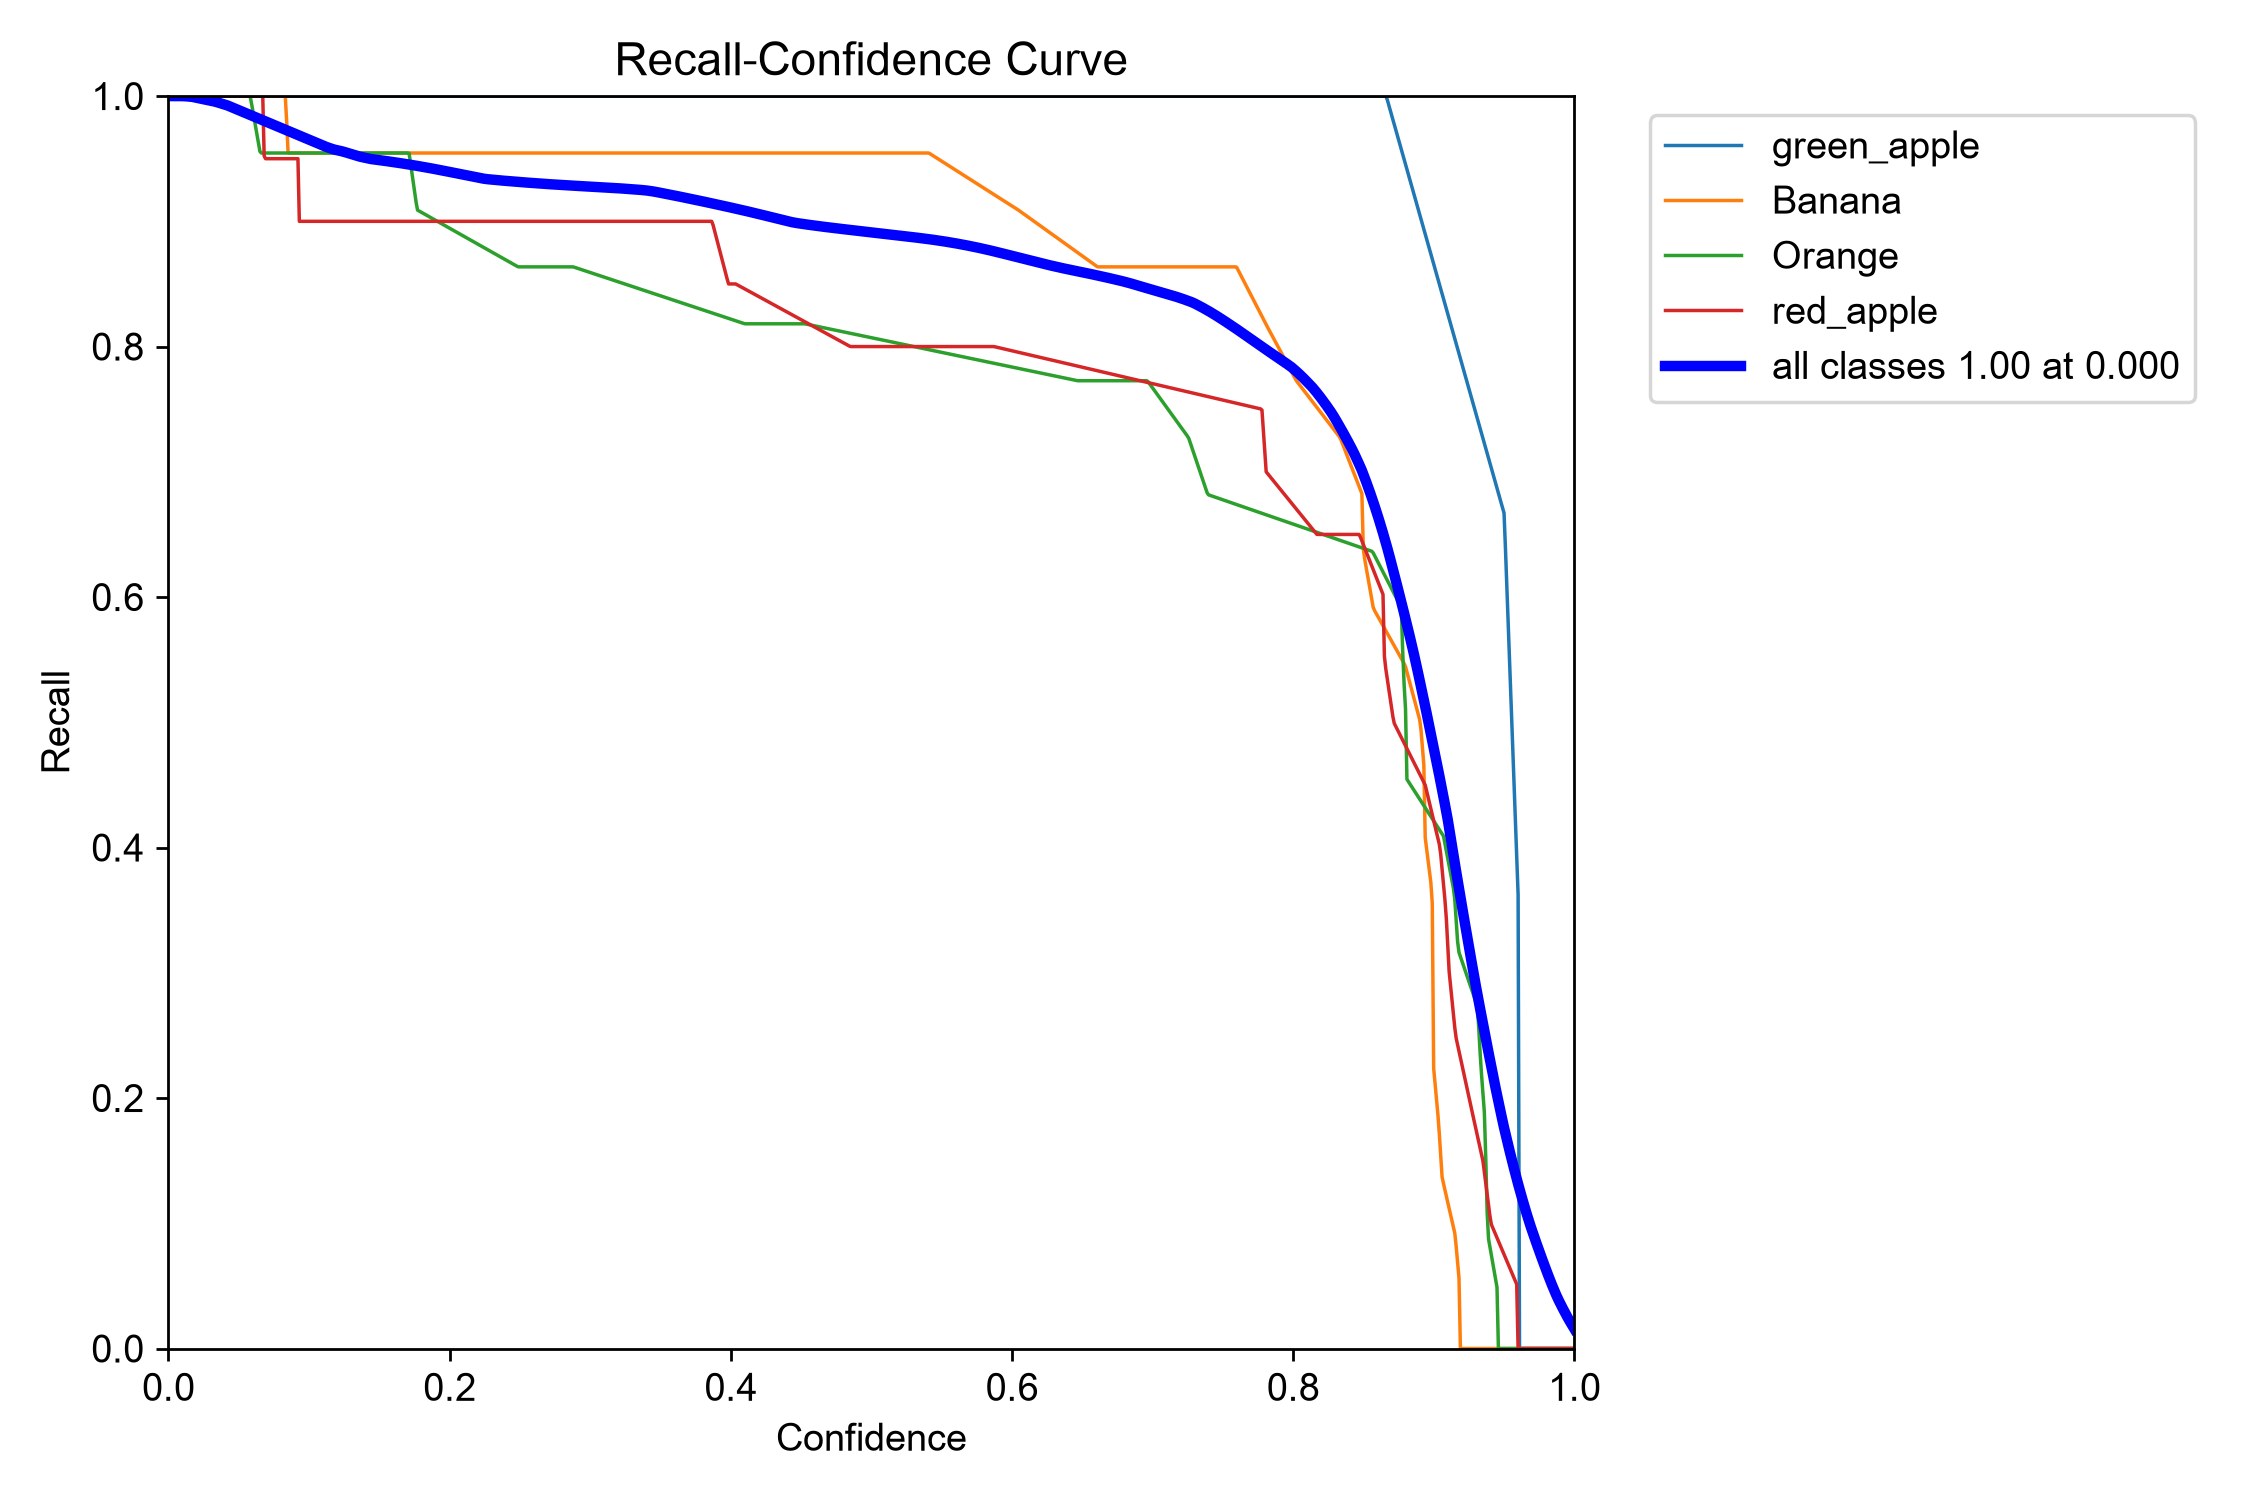 Recall-Confidence Curve
1.0
0.8
0.6
0.4
0.2
0.0
Recall
0.0 0.2 0.4 0.6 0.8 1.0
Confidence
green_apple
Banana
Orange
red_apple
all classes 1.00 at 0.000